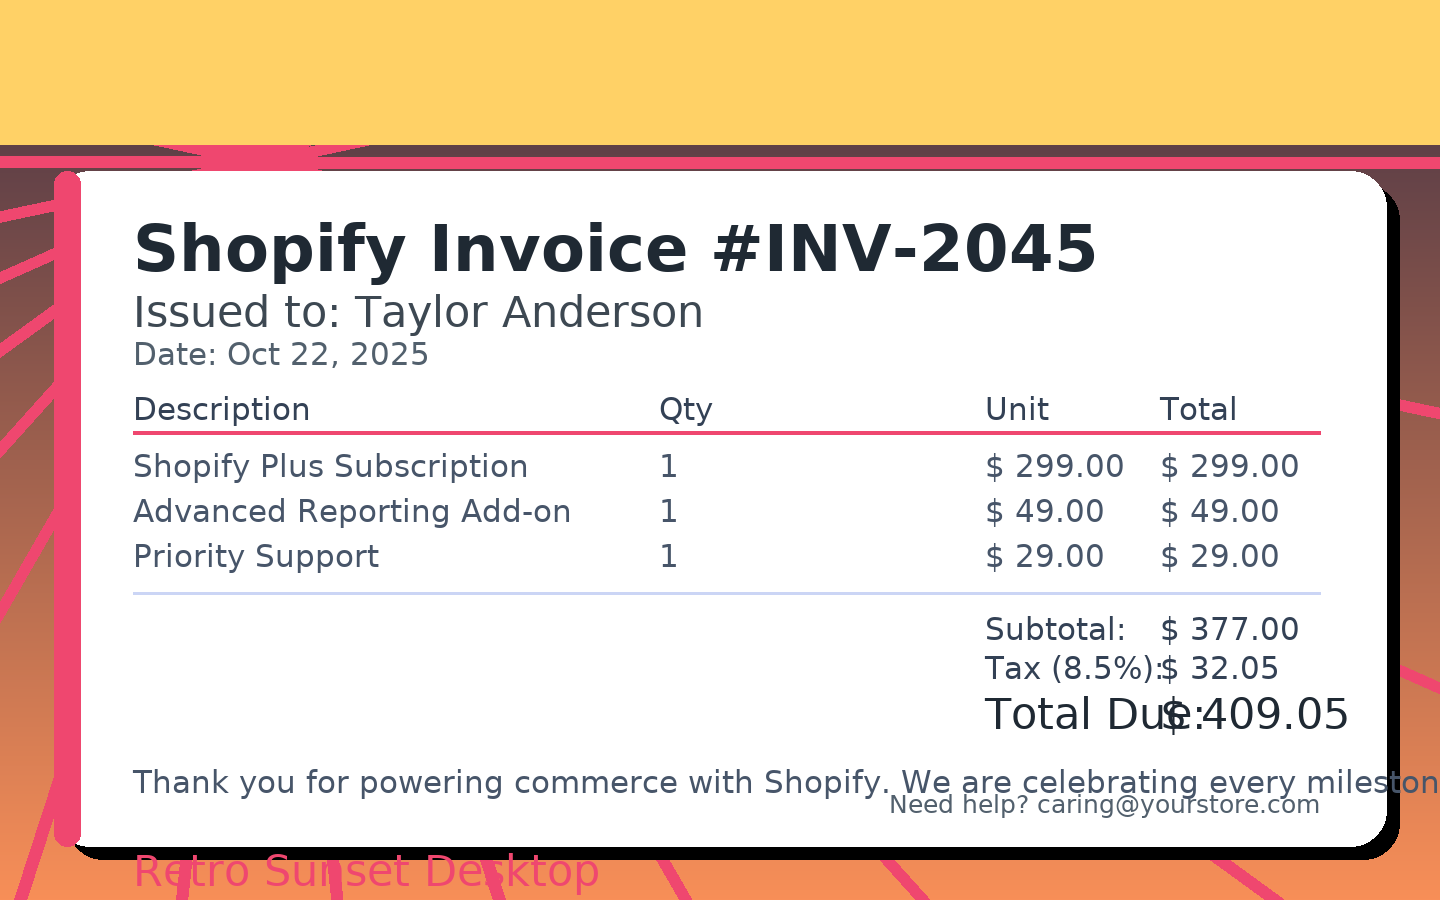 Shopify Invoice #INV-2045
Issued to: Taylor Anderson
Date: Oct 22, 2025
Description Qty Unit Total
Shopify Plus Subscription 1 $ 299.00 $ 299.00
Advanced Reporting Add-on 1 $ 49.00 $ 49.00
Priority Support 1 $ 29.00 $ 29.00
Subtotal: $ 377.00
Tax (8.5%): $ 32.05
Total Due: $ 409.05
Thank you for powering commerce with Shopify. We are celebrating every
Need help? caring@yourstore.com
Retro Sunset Desktop